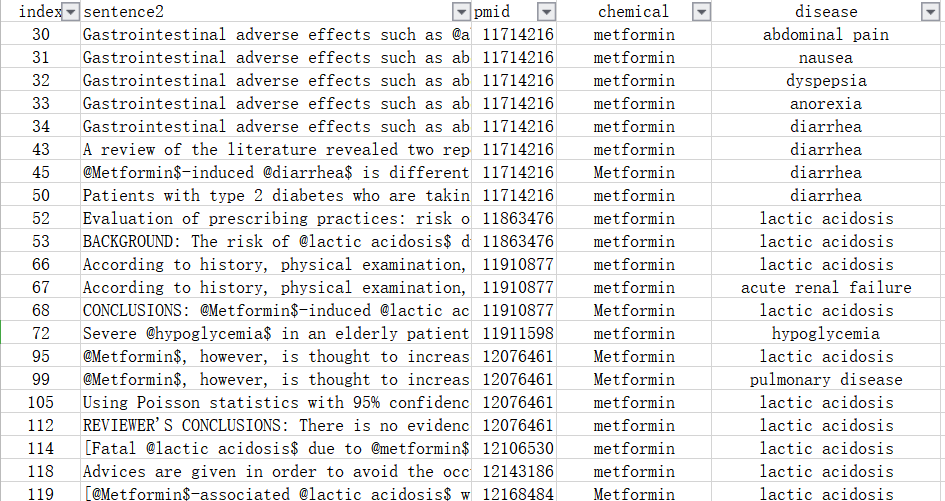 index sentence2 pmid chemical disease
30 Gastrointestinal adverse effects such as @a 11714216 metformin abdominal pain
31 Gastrointestinal adverse effects such as ab 11714216 metformin nausea
32 Gastrointestinal adverse effects such as ab 11714216 metformin dyspepsia
33 Gastrointestinal adverse effects such as ab 11714216 metformin anorexia
34 Gastrointestinal adverse effects such as ab 11714216 metformin diarrhea
43 A review of the literature revealed two rep 11714216 metformin diarrhea
45 @Metformin$-induced @diarrhea$ is different 11714216 Metformin diarrhea
50 Patients with type 2 diabetes who are takin 11714216 metformin diarrhea
52 Evaluation of prescribing practices: risk o 11863476 metformin lactic acidosis
53 BACKGROUND: The risk of @lactic acidosis$ d 11863476 metformin lactic acidosis
66 According to history, physical examination, 11910877 metformin lactic acidosis
67 According to history, physical examination, 11910877 metformin acute renal failure
68 CONCLUSIONS: @Metformin$-induced @lactic ac 11910877 Metformin lactic acidosis
72 Severe @hypoglycemia$ in an elderly patient 11911598 metformin hypoglycemia
95 @Metformin$, however, is thought to increas 12076461 Metformin lactic acidosis
99 @Metformin$, however, is thought to increas 12076461 Metformin pulmonary disease
105 Using Poisson statistics with 95% confidenc 12076461 metformin lactic acidosis
112 REVIEWER'S CONCLUSIONS: There is no evidenc 12076461 metformin lactic acidosis
114 [Fatal @lactic acidosis$ due to @metformin$ 12106530 metformin lactic acidosis
118 Advices are given in order to avoid the occ 12143186 metformin lactic acidosis
119 [@Metformin$-associated @lactic acidosis$ w 12168484 Metformin lactic acidosis